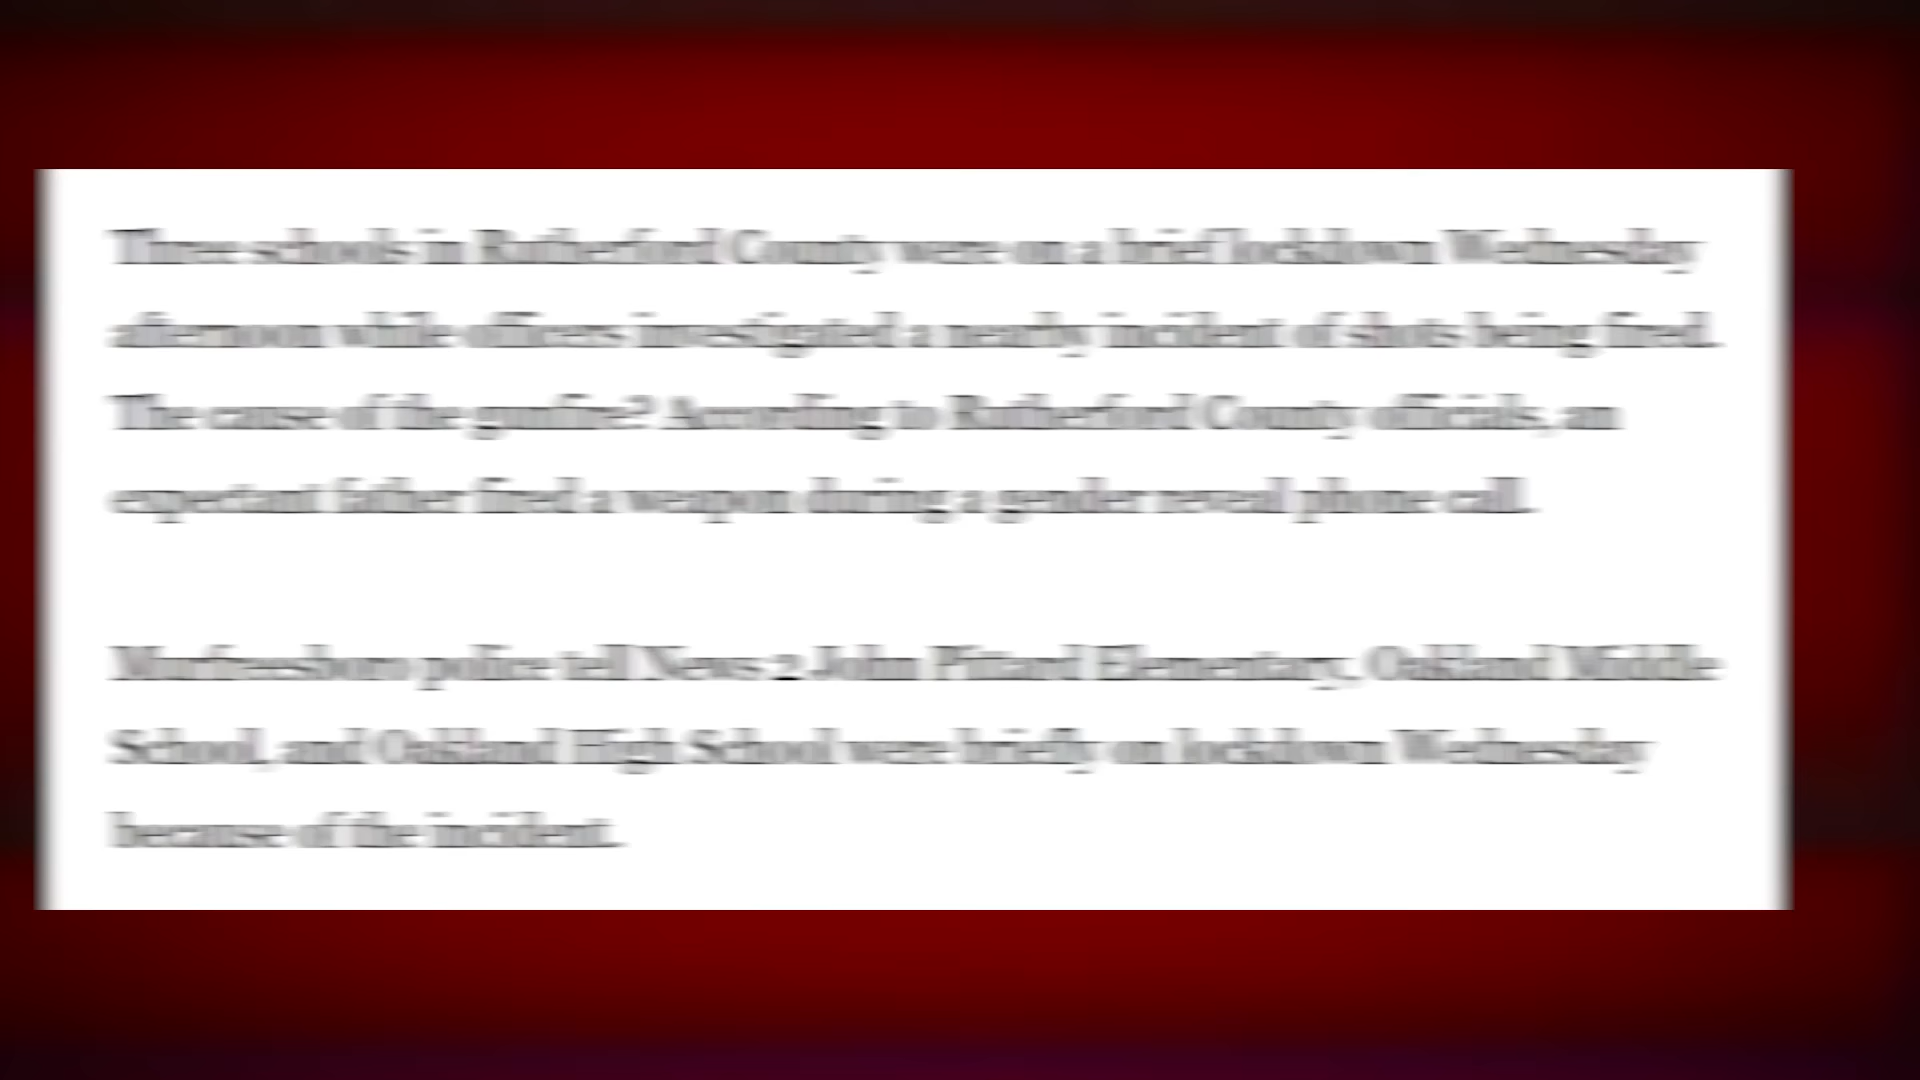 Three schools in Rutherford County were on a brief lockdown Wednesday
afternoon while officers investigated a nearby incident of shots being fired.
The cause of the gunfire? According to Rutherford County officials, an
expectant father fired a weapon during a gender reveal phone call.
Murfreesboro police tell News 2 John Pittard Elementary, Oakland Middle
School, and Oakland High School were briefly on lockdown Wednesday
because of the incident.